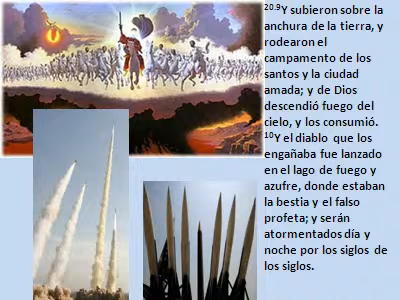 20.9Y subieron sobre la
anchura de la tierra, y
rodearon el
campamento de los
santos y la ciudad
amada; y de Dios
descendió fuego del
cielo, y los consumió.
10Y el diablo que los
engañaba fue lanzado
en el lago de fuego y
azufre, donde estaban
la bestia y el falso
profeta; y serán
atormentados día y
noche por los siglos de
los siglos.